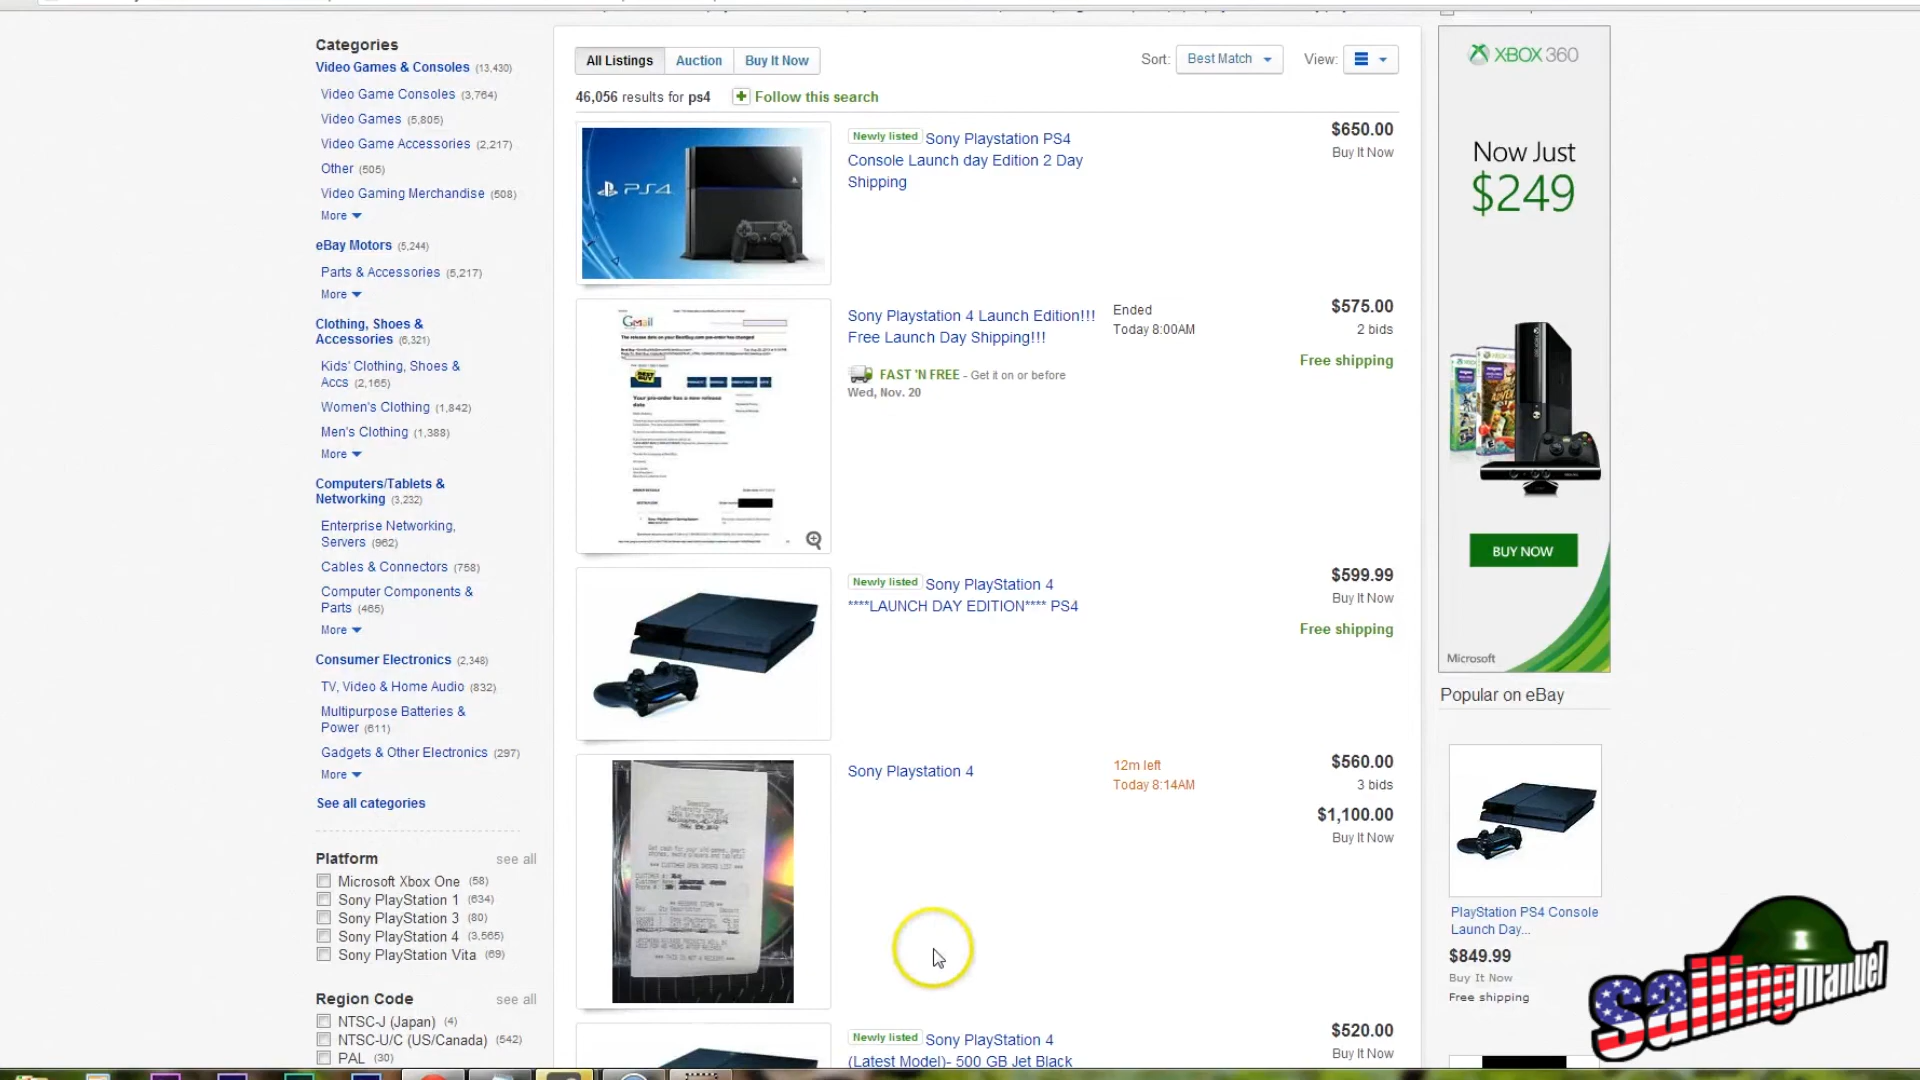 Categories
Video Games & Consoles (13,430)
Video Game Consoles (3,764)
Video Games (5,805)
Video Game Accessories (2,217)
Other (505)
Video Gaming Merchandise (508)
More
eBay Motors (5,244)
Parts & Accessories (5,217)
More
Clothing, Shoes &
Accessories (6,321)
Kids' Clothing, Shoes &
Accs (2,165)
Women's Clothing (1,842)
Men's Clothing (1,388)
More
Computers/Tablets &
Networking (3,232)
Enterprise Networking,
Servers (962)
Cables & Connectors (758)
Computer Components &
Parts (465)
More
Consumer Electronics (2,348)
TV, Video & Home Audio (832)
Multipurpose Batteries &
Power (611)
Gadgets & Other Electronics (297)
More
See all categories
Platform see all
Microsoft Xbox One (58)
Sony PlayStation 1 (634)
Sony PlayStation 3 (80)
Sony PlayStation 4 (3,565)
Sony PlayStation Vita (69)
Region Code see all
NTSC-J (Japan) (4)
NTSC-U/C (US/Canada) (542)
PAL (30)
All Listings Auction Buy It Now
Sort: Best Match View:
46,056 results for ps4 Follow this search
PS4
Newly listed Sony Playstation PS4
Console Launch day Edition 2 Day
Shipping
$650.00
Buy It Now
Gmail
BEST BUY
Your pre-order has a new release
date
Sony Playstation 4 Launch Edition!!!
Free Launch Day Shipping!!!
FAST 'N FREE - Get it on or before
Wed, Nov. 20
Ended
Today 8:00AM
$575.00
2 bids
Free shipping
Newly listed Sony PlayStation 4
****LAUNCH DAY EDITION**** PS4
$599.99
Buy It Now
Free shipping
Sony Playstation 4
12m left
Today 8:14AM
$560.00
3 bids
$1,100.00
Buy It Now
Newly listed Sony PlayStation 4
(Latest Model)- 500 GB Jet Black
$520.00
Buy It Now
XBOX 360
Now Just
$249
BUY NOW
Microsoft
Popular on eBay
PlayStation PS4 Console
Launch Day...
$849.99
Buy It Now
Free shipping
sailingmanuel